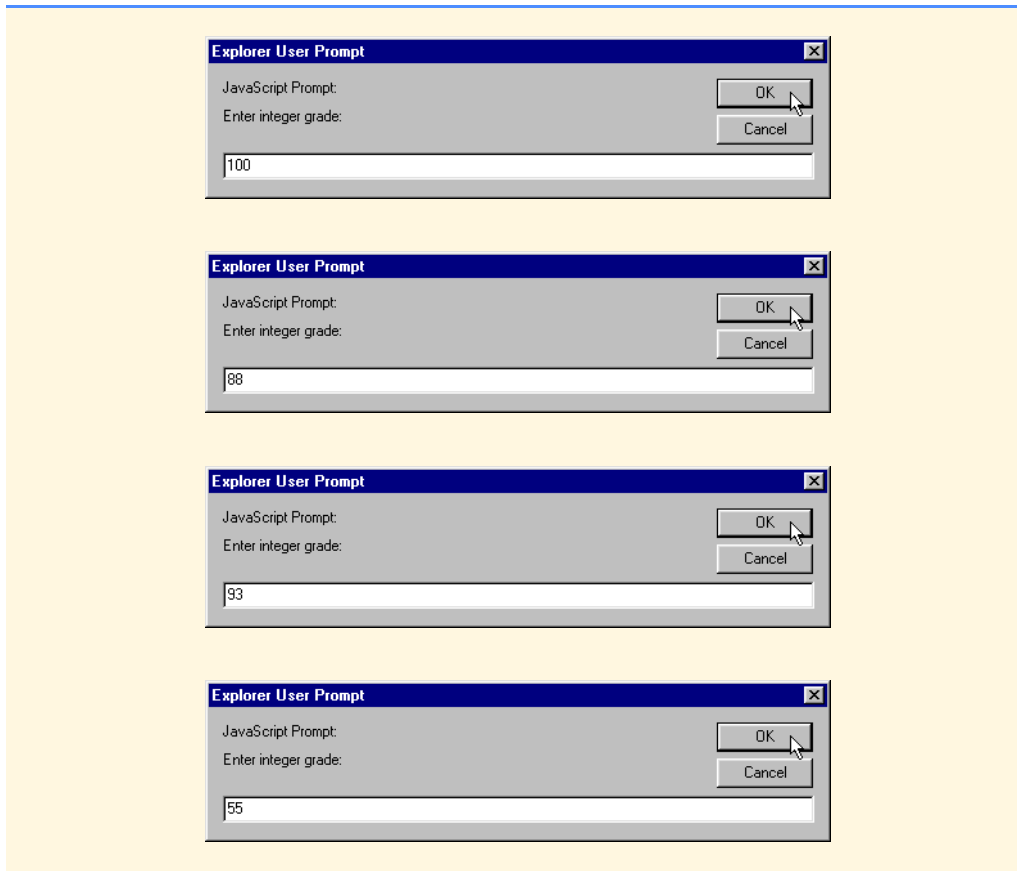 Explorer User Prompt
JavaScript Prompt:
Enter integer grade:
OK
Cancel
100
Explorer User Prompt
JavaScript Prompt:
Enter integer grade:
OK
Cancel
88
Explorer User Prompt
JavaScript Prompt:
Enter integer grade:
OK
Cancel
93
Explorer User Prompt
JavaScript Prompt:
Enter integer grade:
OK
Cancel
55